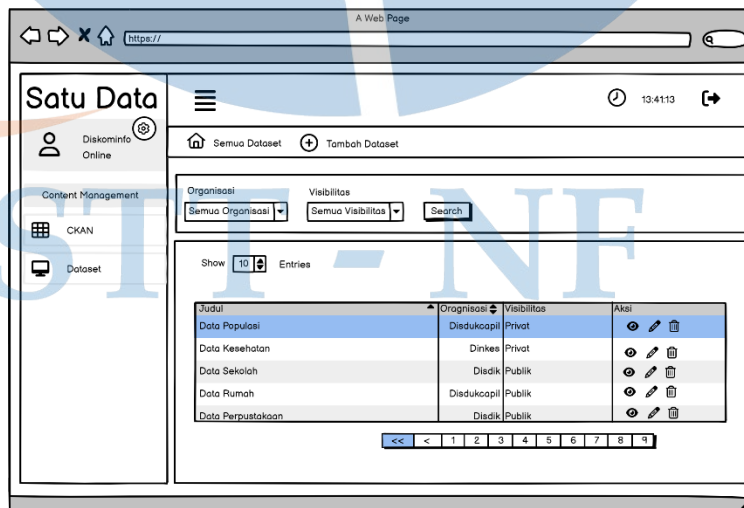 A Web Page
https://
Satu Data
13:41:13
Diskominfo
Online
Semua Dataset Tambah Dataset
Content Management
Organisasi Visibilitas
Semua Organisasi Semua Visibilitas Search
CKAN
STT - NF
Dataset
Show 10 Entries
Judul Oragnisasi Visibilitas Aksi
Data Populasi Disdukcapil Privat
Data Kesehatan Dinkes Privat
Data Sekolah Disdik Publik
Data Rumah Disdukcapil Publik
Data Perpustakaan Disdik Publik
<< < 1 2 3 4 5 6 7 8 9